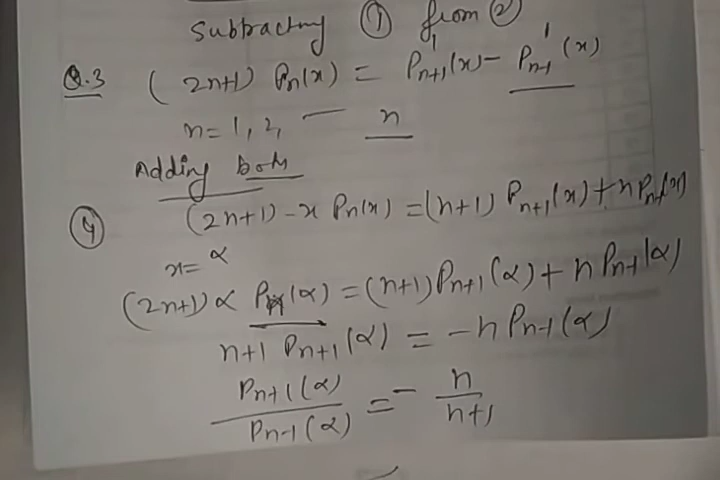 Subtracting ① from ②
Q.3 (2n+1) Pn(x) = P'n+1(x) - P'n-1(x)
n = 1, 2, — n
Adding both
④ (2n+1) - x Pn(x) = (n+1) Pn+1(x) + n Pn-1(x)
x = α
(2n+1) α Pn(α) = (n+1) Pn+1(α) + n Pn-1(α)
n+1 Pn+1(α) = -n Pn-1(α)
Pn+1(α) / Pn-1(α) = - n / n+1